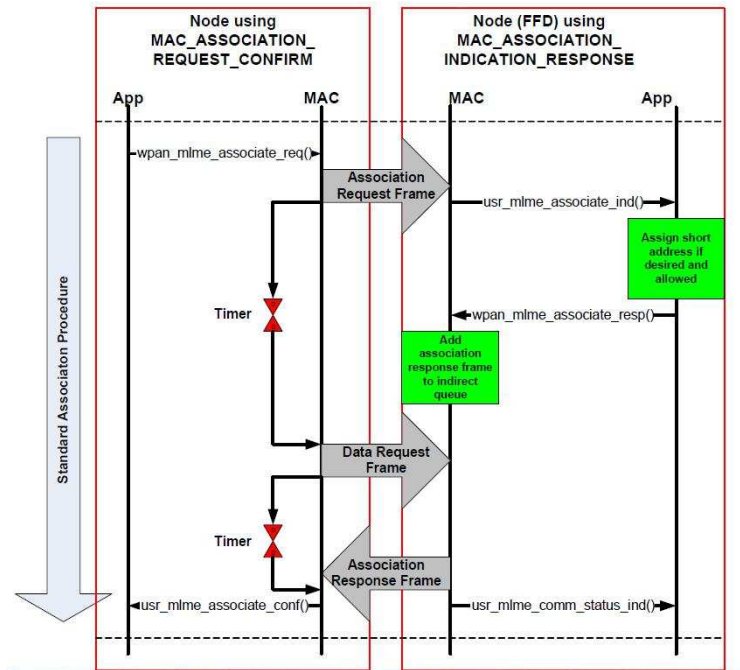 Node using
MAC_ASSOCIATION_
REQUEST_CONFIRM
Node (FFD) using
MAC_ASSOCIATION_
INDICATION_RESPONSE
App
MAC
MAC
App
wpan_mlme_associate_req()
Association
Request Frame
usr_mlme_associate_ind()
Assign short
address if
desired and
allowed
Timer
wpan_mlme_associate_resp()
Add
association
response frame
to indirect
queue
Standard Association Procedure
Data Request
Frame
Timer
Association
Response Frame
usr_mlme_associate_conf()
usr_mlme_comm_status_ind()